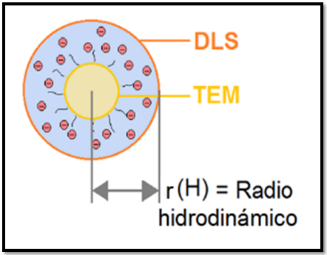 DLS
TEM
r(H) = Radio
hidrodinámico